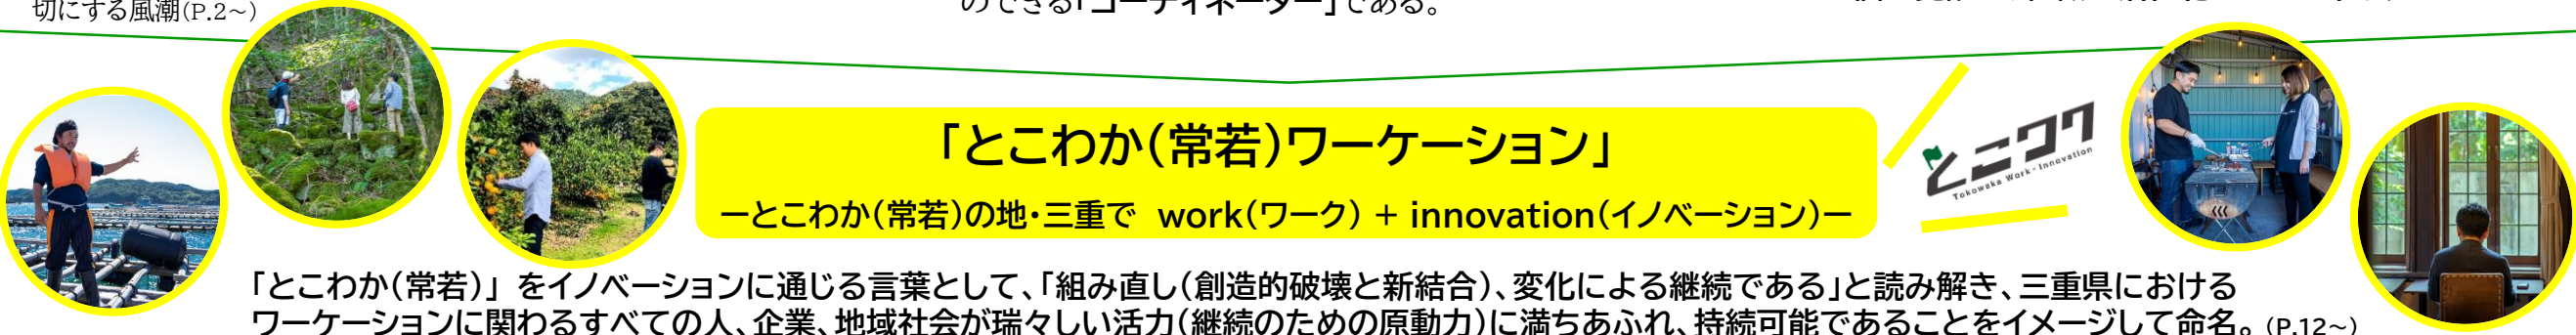 切にする風潮(P.2～)
のできる「コーディネーター」である。
「とこわか(常若)ワーケーション」
ーとこわか(常若)の地・三重で work(ワーク) + innovation(イノベーション)ー
とこワク
Tokowaka Work×Innovation
「とこわか(常若)」をイノベーションに通じる言葉として、「組み直し(創造的破壊と新結合)、変化による継続である」と読み解き、三重県における
ワーケーションに関わるすべての人、企業、地域社会が瑞々しい活力(継続のための原動力)に満ちあふれ、持続可能であることをイメージして命名。(P.12～)